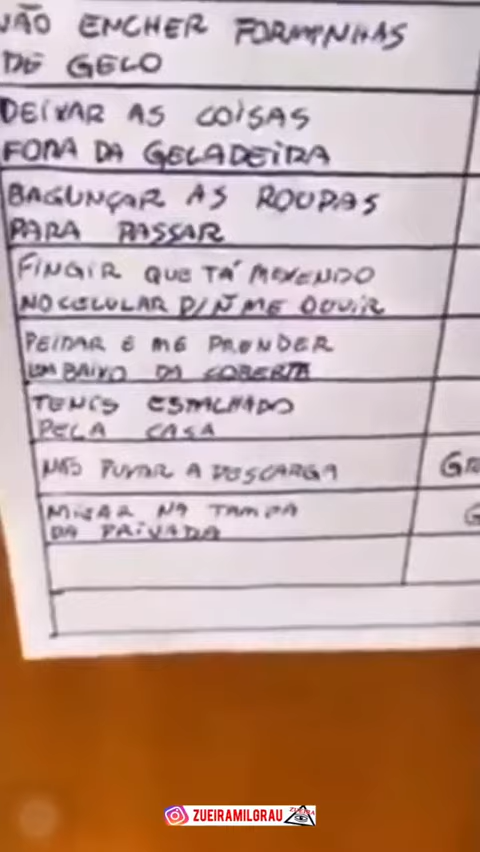 NÃO ENCHER FORMINHAS
DE GELO
DEIXAR AS COISAS
FORA DA GELADEIRA
BAGUNÇAR AS ROUPAS
PARA PASSAR
FINGIR QUE TÁ MEXENDO
NO CELULAR P/Ñ ME OUVIR
PEIDAR E ME PRENDER
EMBAIXO DA COBERTA
TENIS ESPALHADO
PELA CASA
NÃO PUXAR A DESCARGA
MIJAR NA TAMPA
DA PRIVADA
ZUEIRAMILGRAU